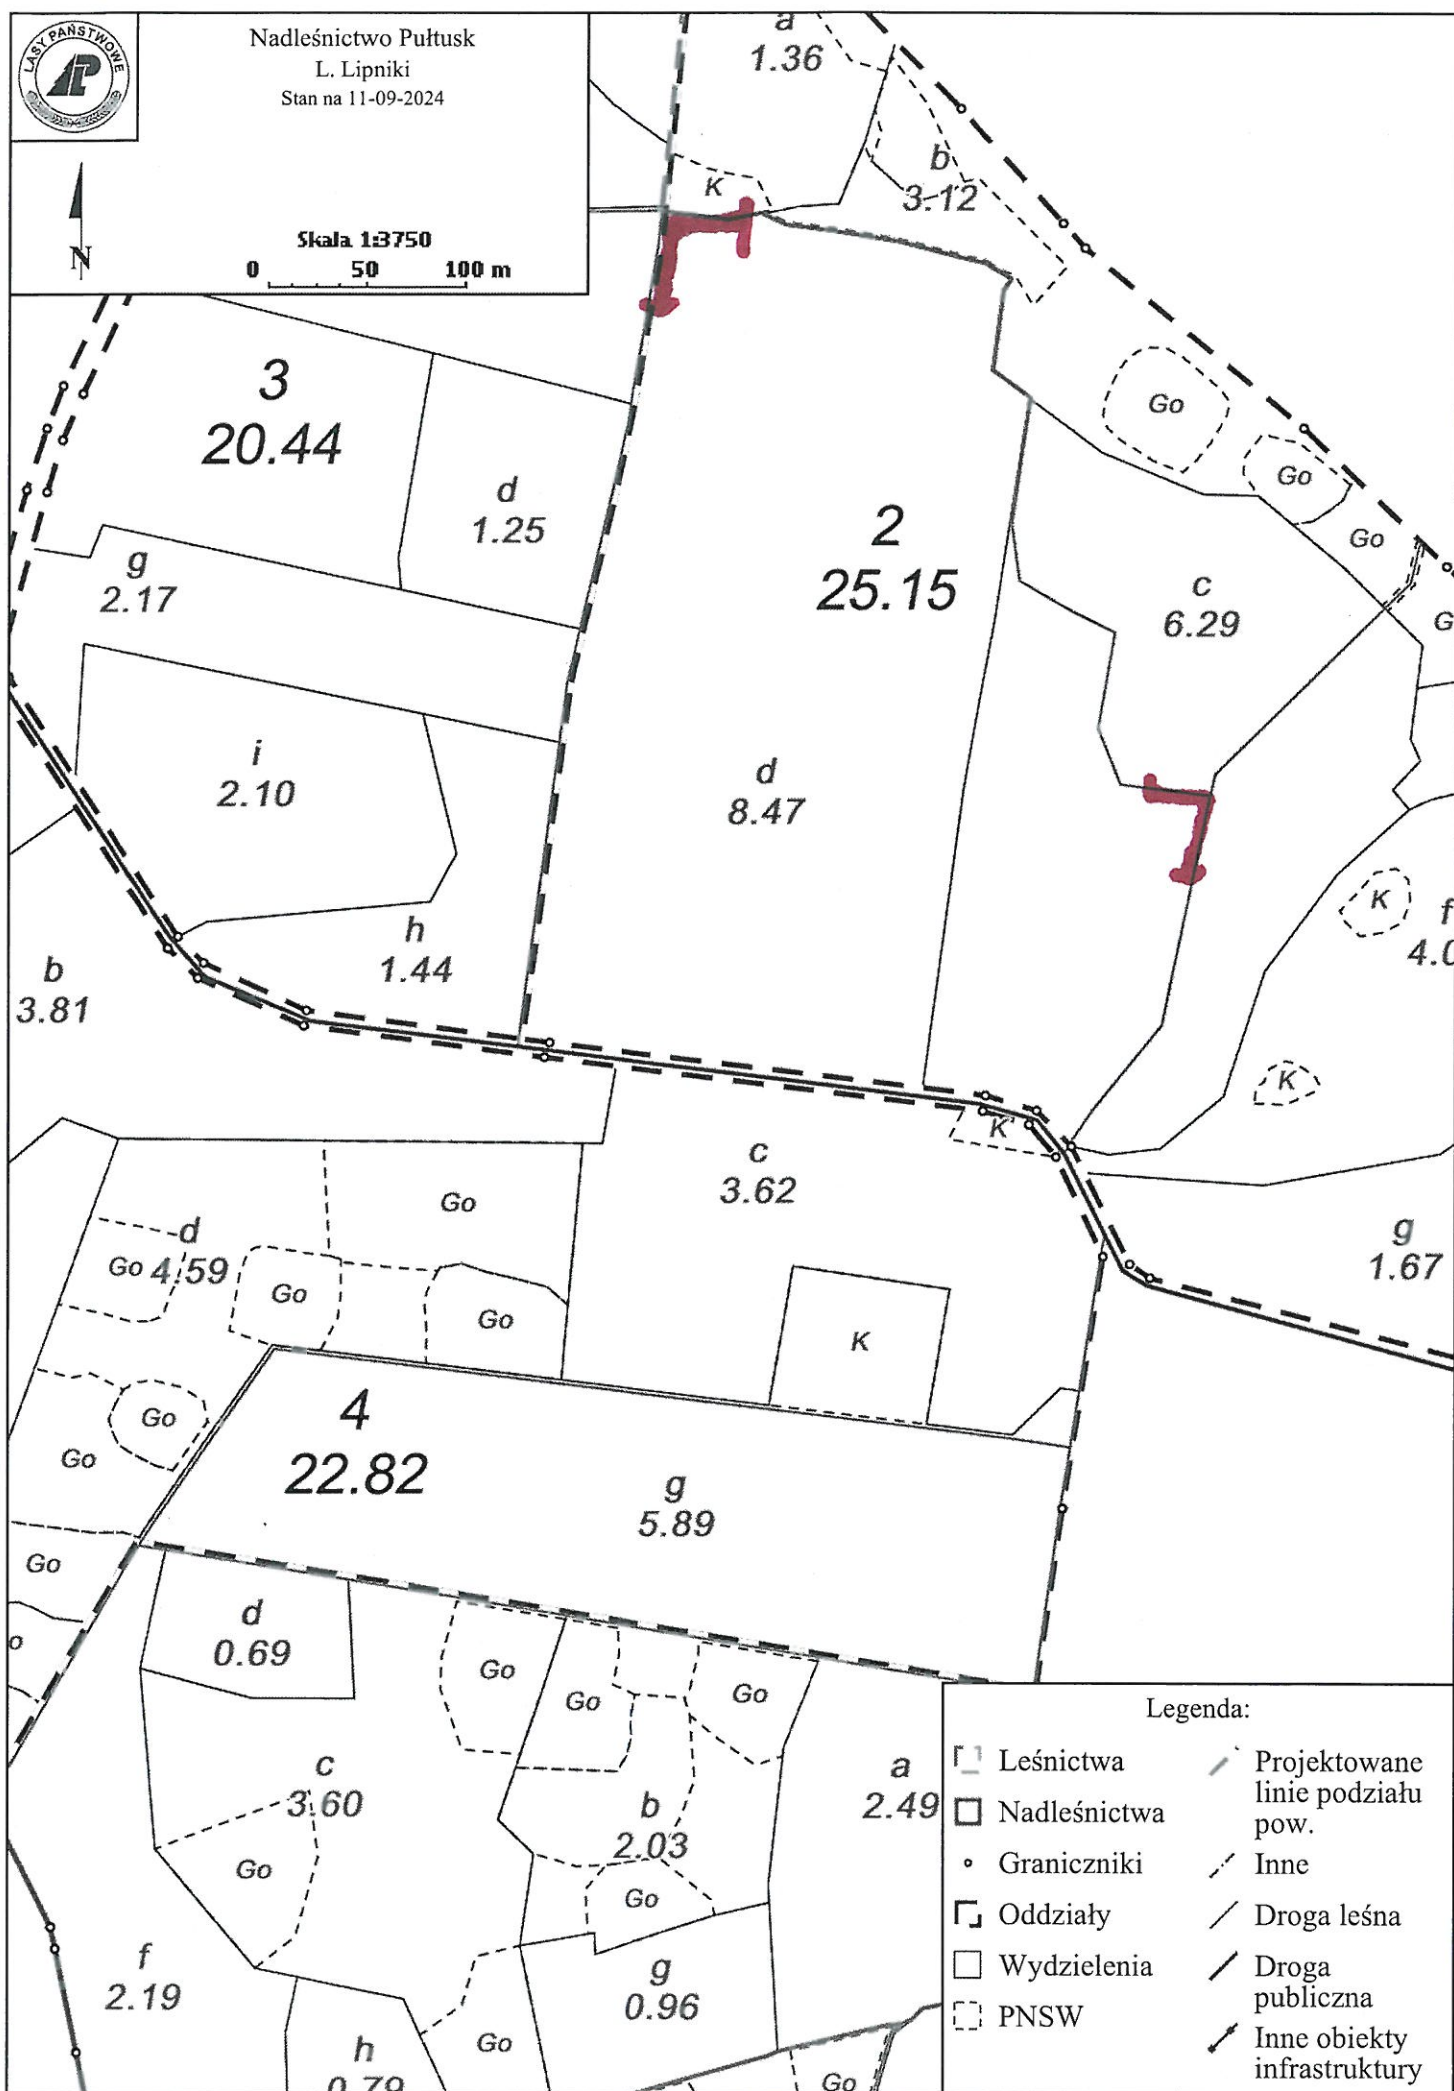 LASY PAŃSTWOWE
Nadleśnictwo Pułtusk
L. Lipniki
Stan na 11-09-2024
N
Skala 1:3750
0 50 100 m
a
1.36
K
b
3.12
3
20.44
d
1.25
g
2.17
2
25.15
Go
Go
Go
c
6.29
G
i
2.10
d
8.47
h
1.44
b
3.81
K
f
4.0
K
K
c
3.62
g
1.67
Go
d
4.59
Go
Go
Go
K
Go
Go
4
22.82
g
5.89
Go
o
d
0.69
Go
Go
Go
c
3.60
b
2.03
a
2.49
Go
Go
f
2.19
g
0.96
h
0.79
Go
Go
Legenda:
Leśnictwa
Nadleśnictwa
Graniczniki
Oddziały
Wydzielenia
PNSW
Projektowane
linie podziału
pow.
Inne
Droga leśna
Droga
publiczna
Inne obiekty
infrastruktury